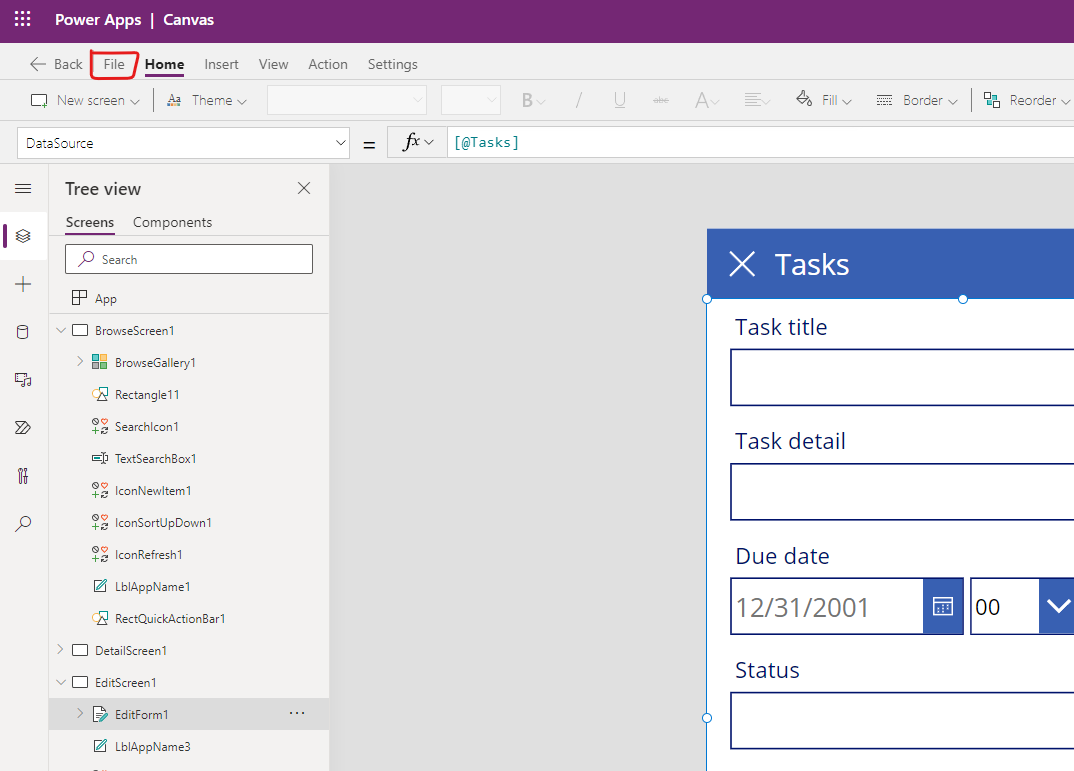 Power Apps | Canvas
Back File Home Insert View Action Settings
New screen Aa Theme B / U abc A Fill Border Reorder
DataSource = fx [@Tasks]
Tree view
Screens Components
Search
App
BrowseScreen1
BrowseGallery1
Rectangle11
SearchIcon1
TextSearchBox1
IconNewItem1
IconSortUpDown1
IconRefresh1
LblAppName1
RectQuickActionBar1
DetailScreen1
EditScreen1
EditForm1 ...
LblAppName3
Tasks
Task title
Task detail
Due date
12/31/2001 00
Status